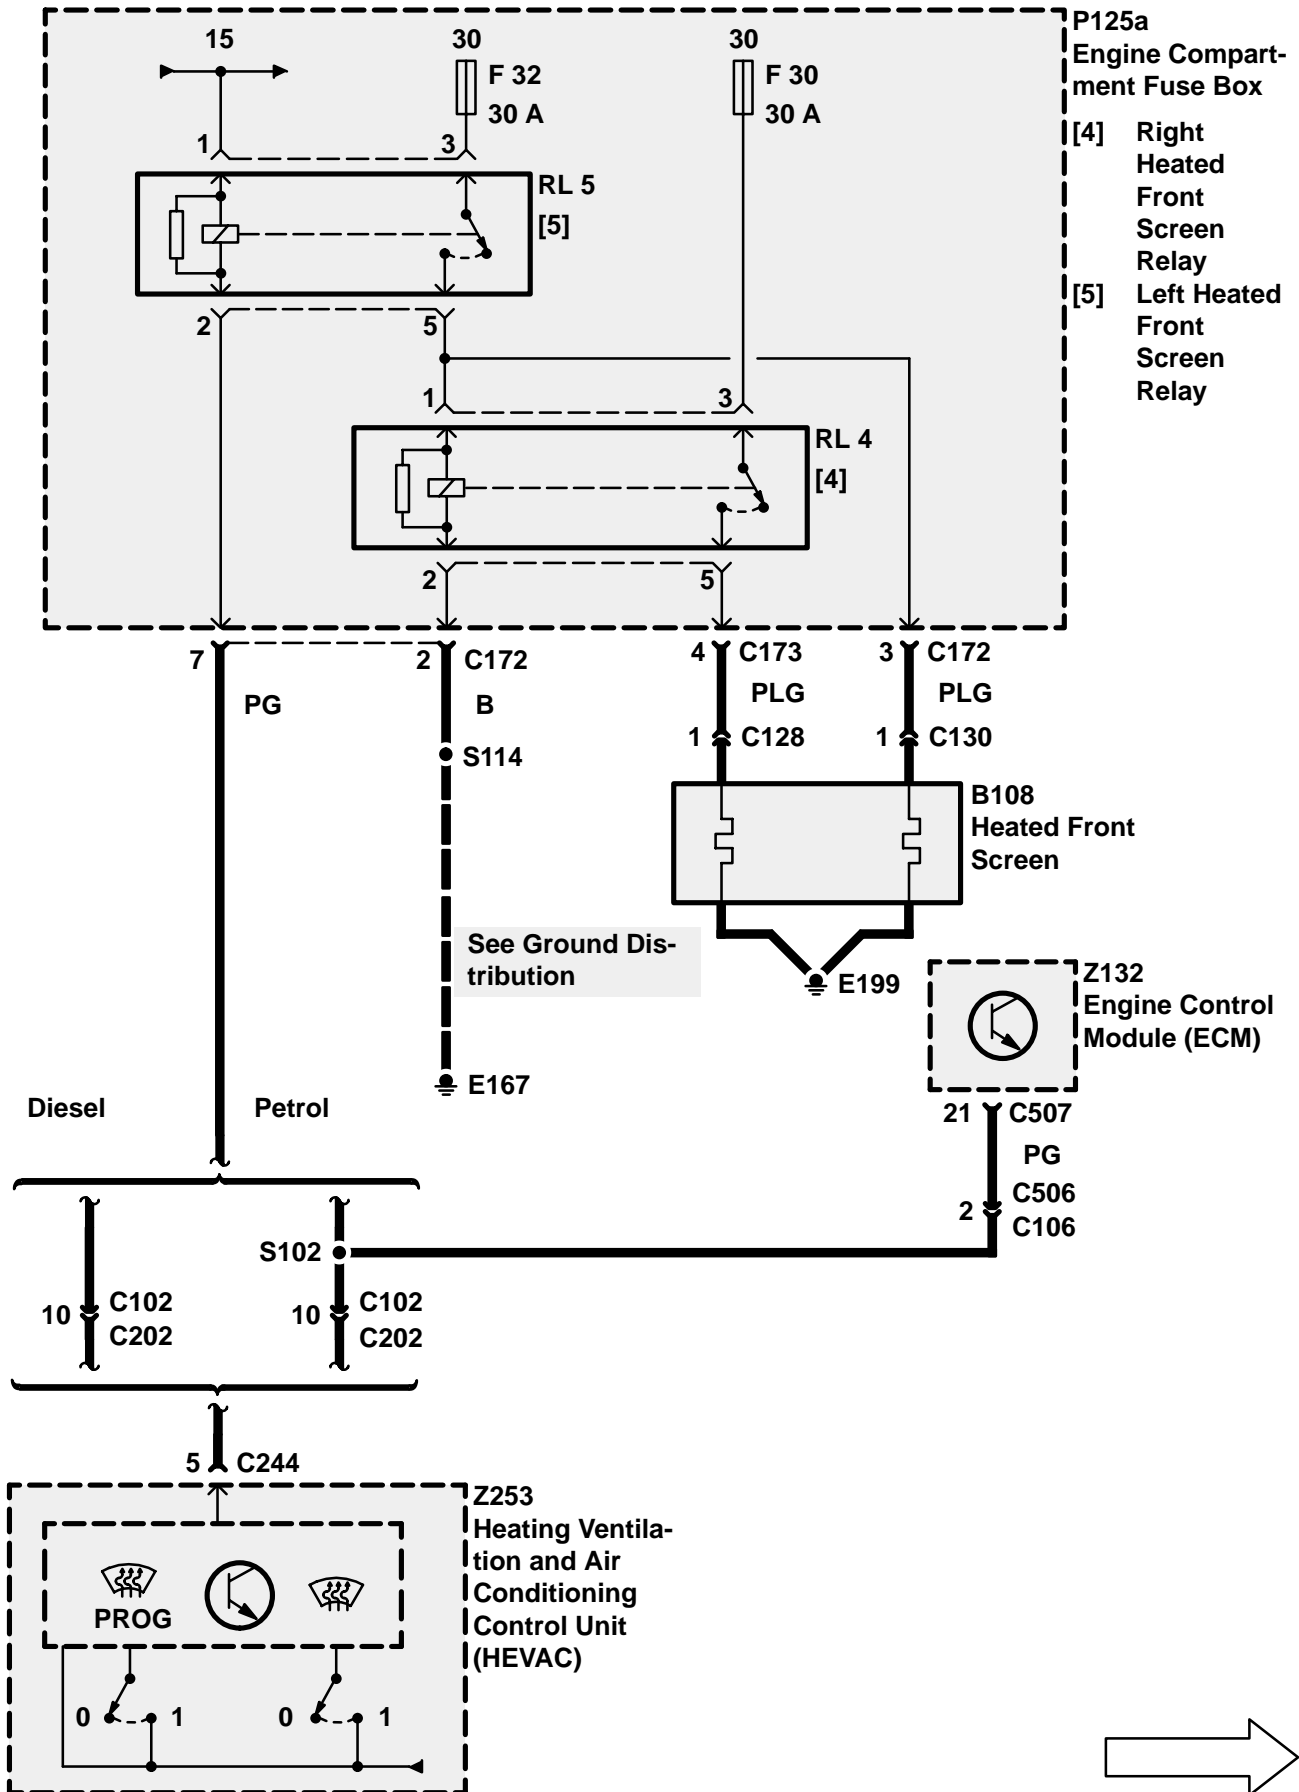 P125a
Engine Compart-
ment Fuse Box
15
30
30
F 32
30 A
F 30
30 A
[4] Right
Heated
Front
Screen
Relay
[5] Left Heated
Front
Screen
Relay
1
3
RL 5
[5]
2
5
1
3
RL 4
[4]
2
5
7
2 C172
4 C173
3 C172
PG
B
PLG
PLG
1 C128
1 C130
S114
B108
Heated Front
Screen
See Ground Dis-
tribution
E199
Z132
Engine Control
Module (ECM)
E167
Diesel
Petrol
21 C507
PG
C506
2
C106
S102
10
C102
C202
10
C102
C202
5 C244
Z253
Heating Ventila-
tion and Air
Conditioning
Control Unit
(HEVAC)
PROG
0 1
0 1